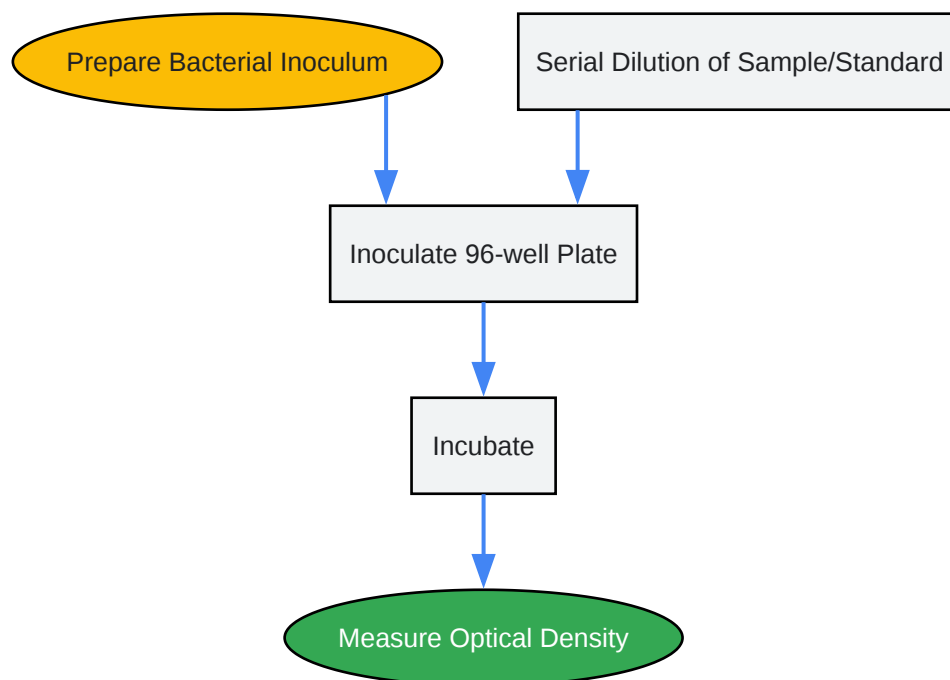 Prepare Bacterial Inoculum
Serial Dilution of Sample/Standard
Inoculate 96-well Plate
Incubate
Measure Optical Density